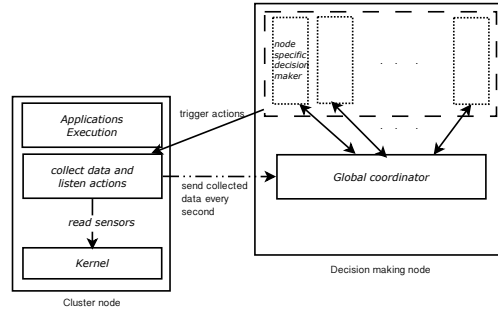 node
specific
decision
maker
. . .
. . .
Applications
Execution
trigger actions
collect data and
listen actions
send collected
data every
second
Global coordinator
read sensors
Kernel
Cluster node
Decision making node